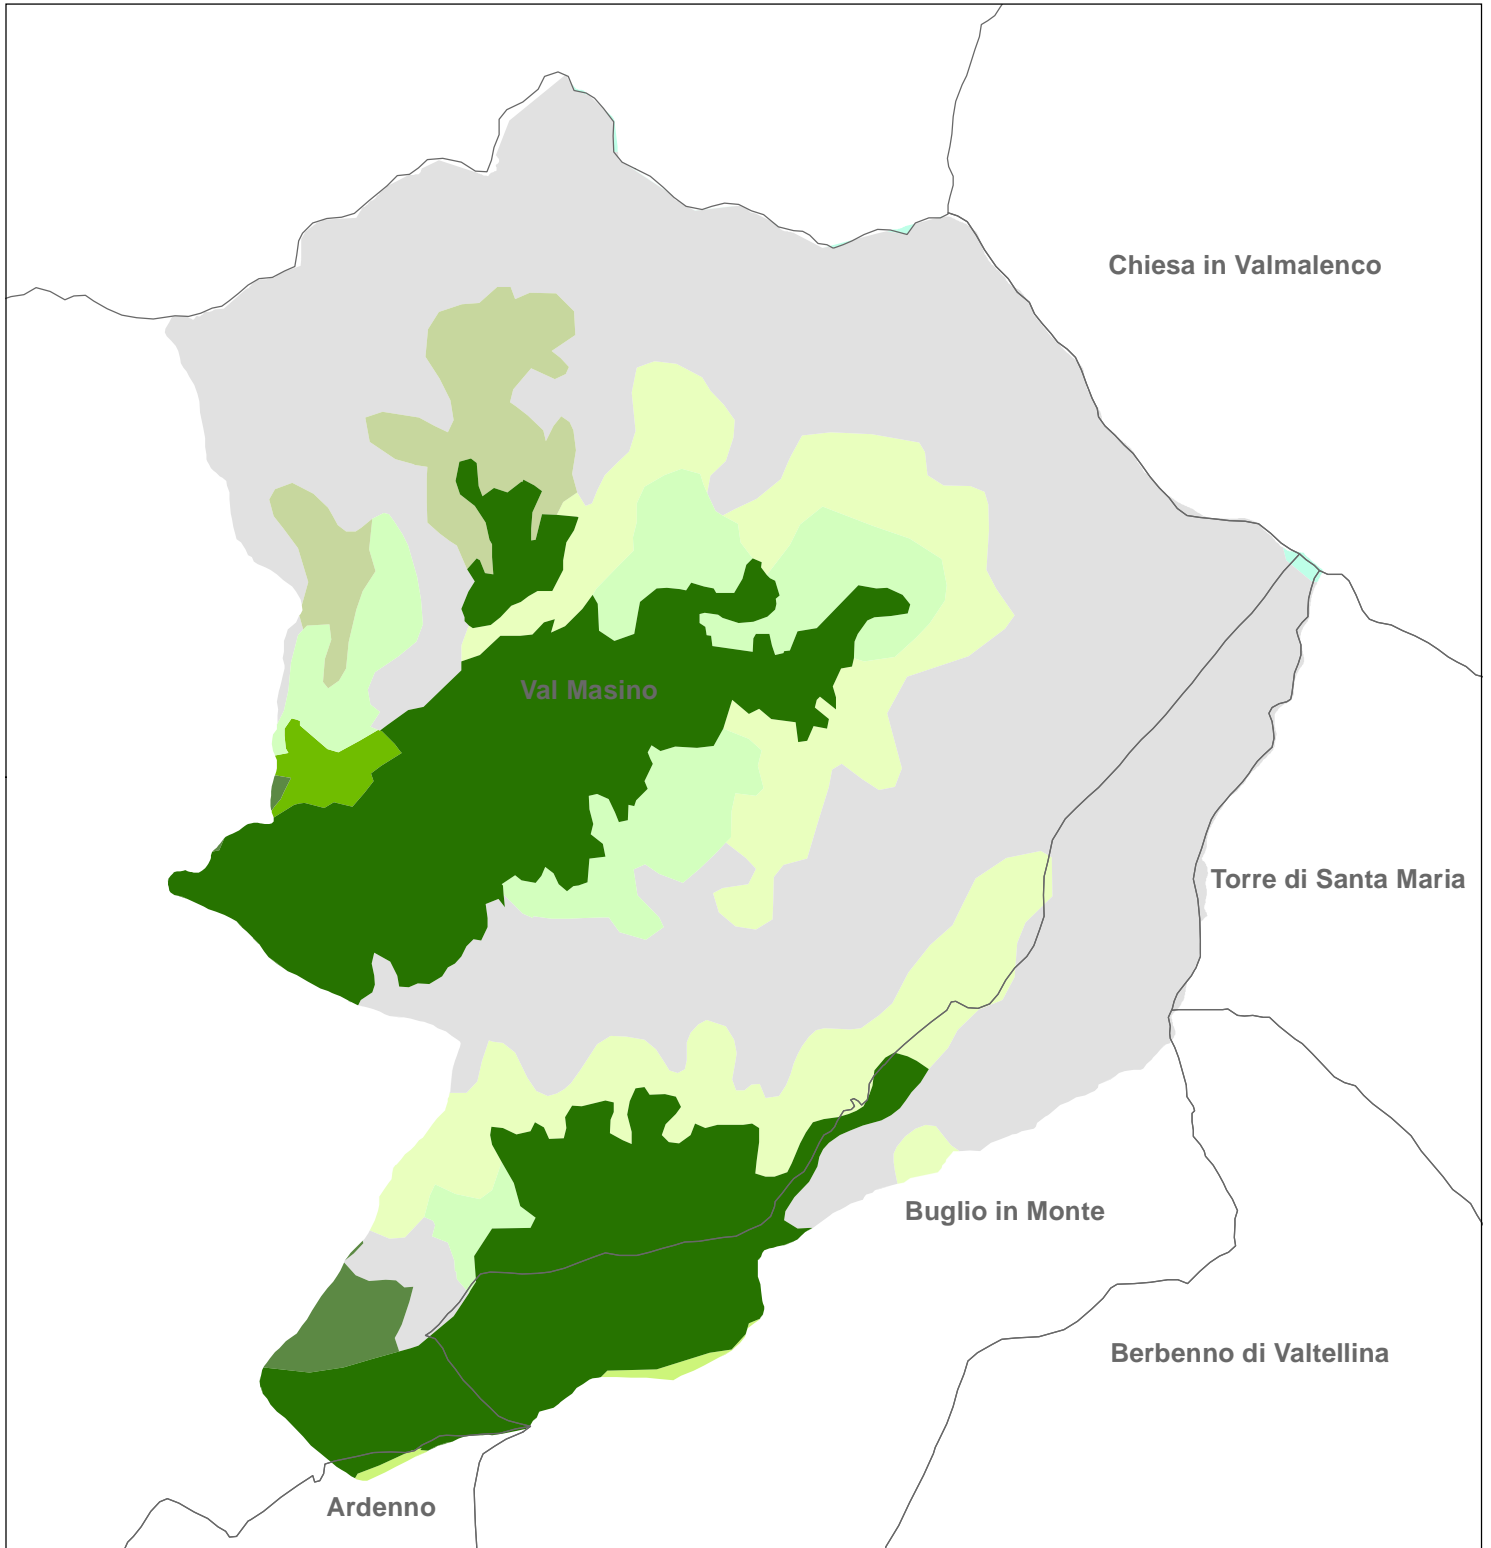 Chiesa in Valmalenco
Val Masino
Torre di Santa Maria
Buglio in Monte
Berbenno di Valtellina
Ardenno